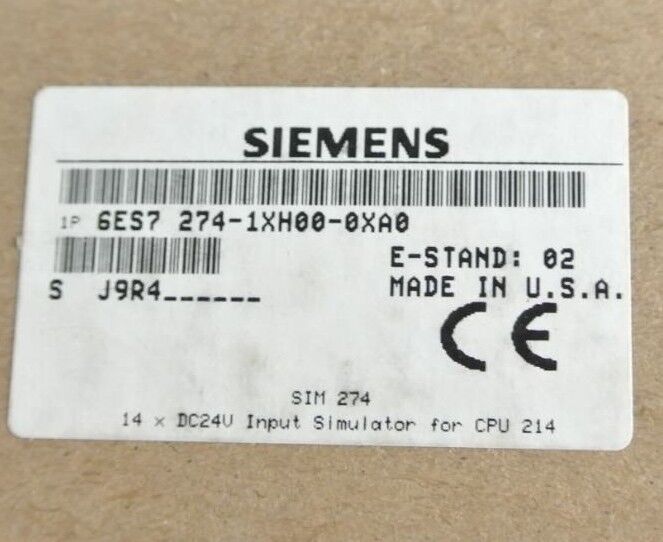 SIEMENS
1P 6ES7 274-1XH00-0XA0
E-STAND: 02
S J9R4______
MADE IN U.S.A.
CE
SIM 274
14 x DC24V Input Simulator for CPU 214